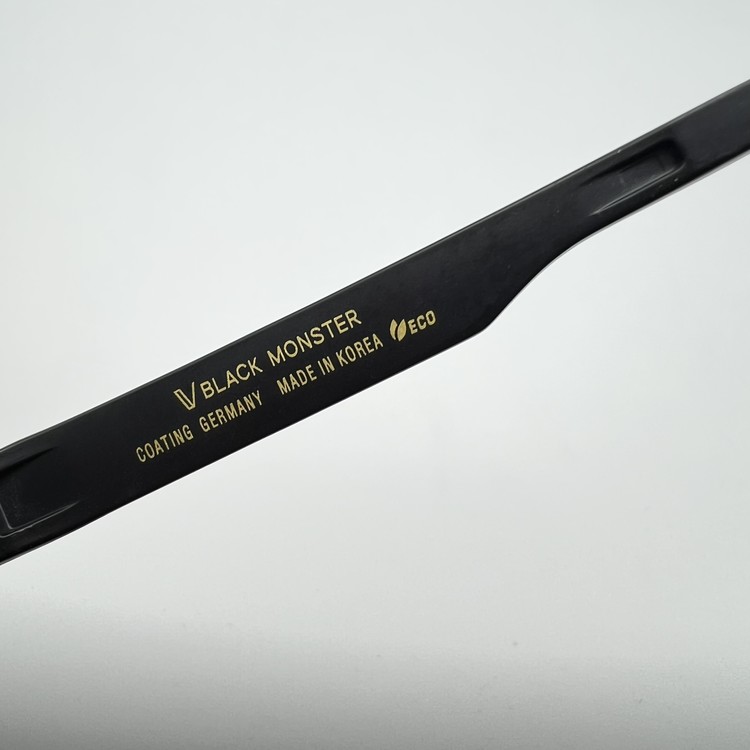 BLACK MONSTER
COATING GERMANY MADE IN KOREA ECO